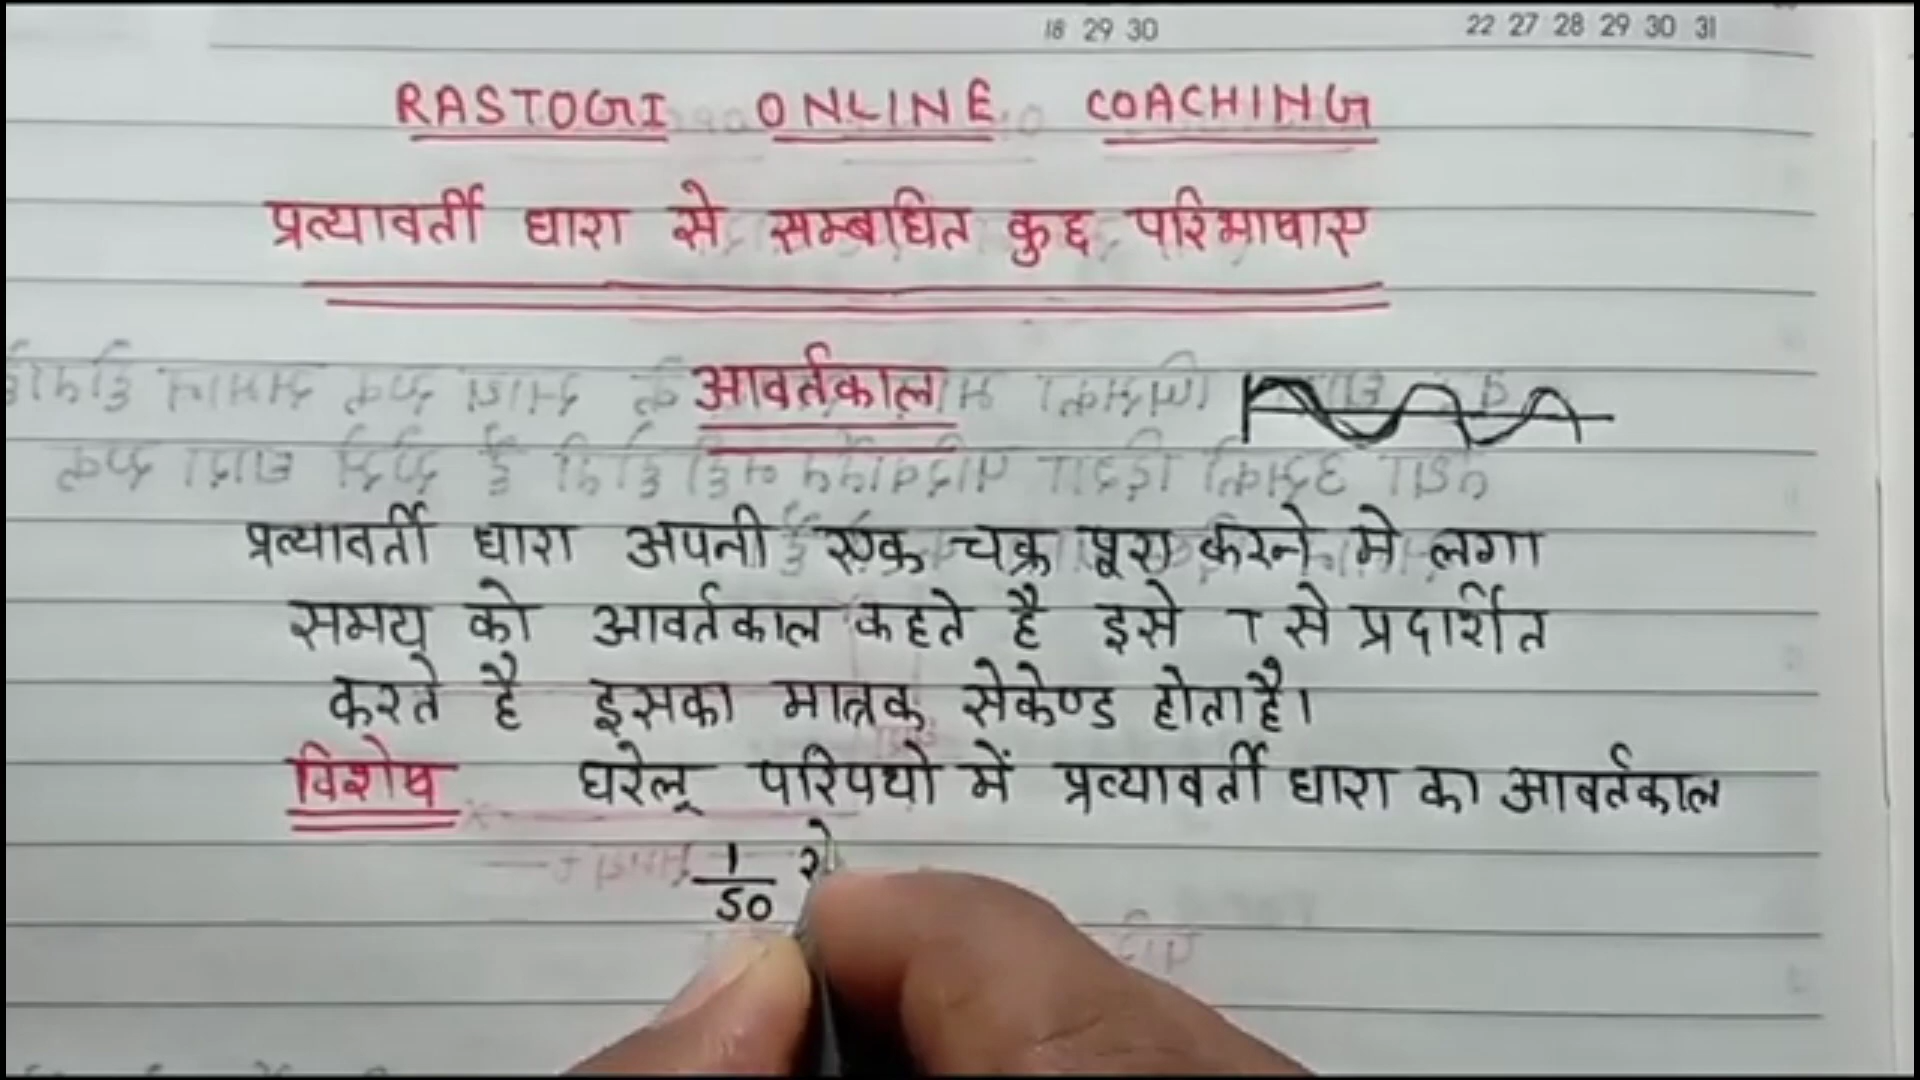 18 29 30
22 27 28 29 30 31
RASTOGI ONLINE COACHING
प्रत्यावर्ती धारा से सम्बधित कुछ परिभाषाए
आवर्तकाल
प्रत्यावर्ती धारा अपनी एक चक्र पूरा करने मे लगा
समय को आवर्तकाल कहते है इसे T से प्रदार्शित
करते है इसका मात्रक सेकेण्ड होता है।
विशेष घरेलू परिपथो में प्रत्यावर्ती धारा का आवर्तकाल
1/50 से